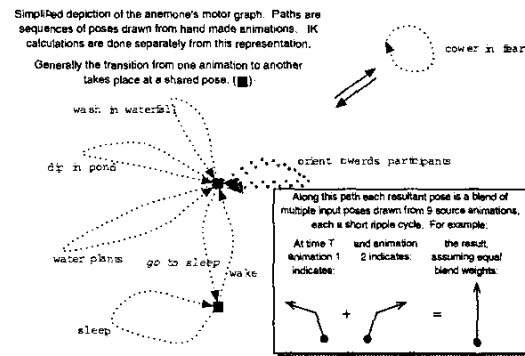 Simplified depiction of the anemone's motor graph. Paths are
sequences of poses drawn from hand made animations. IK
calculations are done separately from this representation.
Generally the transition from one animation to another
takes place at a shared pose. (■)
cower in fear
wash in waterfall
dip in pond
orient towards participants
water plants
go to sleep
wake
sleep
Along this path each resultant pose is a blend of
multiple input poses drawn from 9 source animations,
each a short ripple cycle. For example:
At time T
animation 1
indicates:
and animation
2 indicates:
the result,
assuming equal
blend weights:
+
=